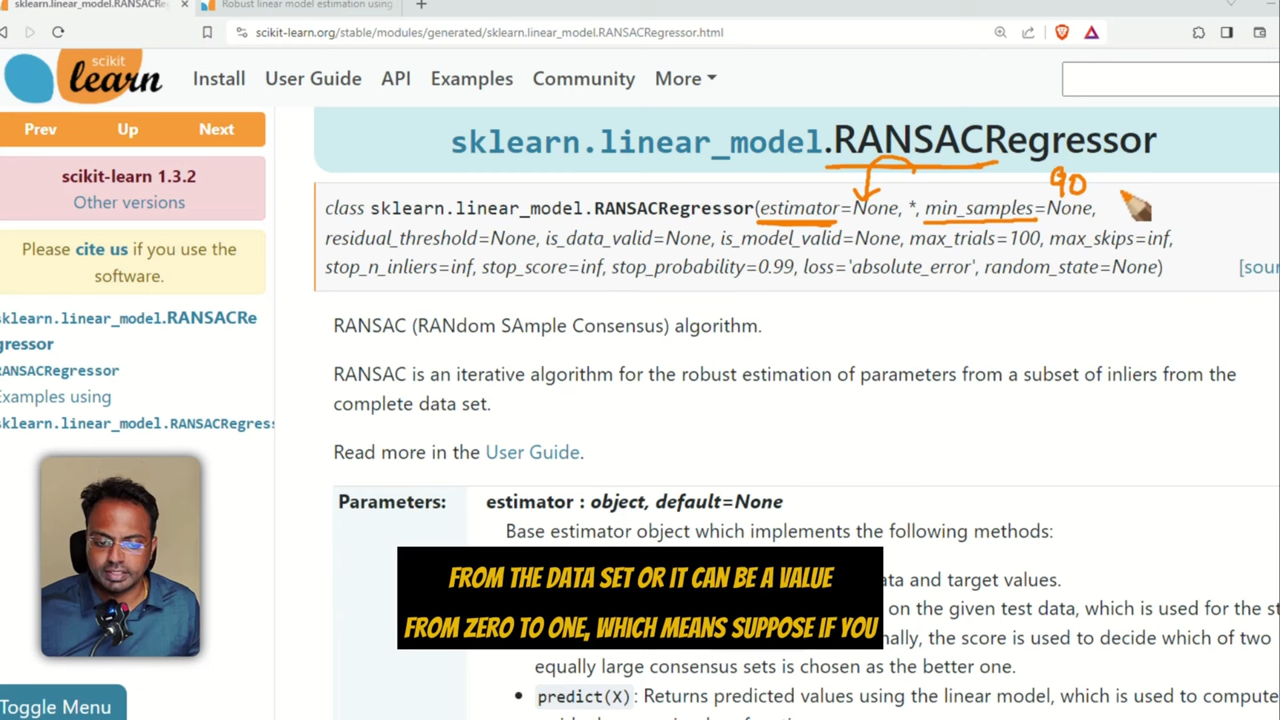 sklearn.linear_model.RANSACRe
Robust linear model estimation using
scikit-learn.org/stable/modules/generated/sklearn.linear_model.RANSACRegressor.html
scikit
learn
Install User Guide API Examples Community More
Prev Up Next
scikit-learn 1.3.2
Other versions
Please cite us if you use the
software.
sklearn.linear_model.RANSACRe
gressor
RANSACRegressor
Examples using
sklearn.linear_model.RANSACRegress
Toggle Menu
sklearn.linear_model.RANSACRegressor
90
class sklearn.linear_model.RANSACRegressor(estimator=None, *, min_samples=None,
residual_threshold=None, is_data_valid=None, is_model_valid=None, max_trials=100, max_skips=inf,
stop_n_inliers=inf, stop_score=inf, stop_probability=0.99, loss='absolute_error', random_state=None)
[sour
RANSAC (RANdom SAmple Consensus) algorithm.
RANSAC is an iterative algorithm for the robust estimation of parameters from a subset of inliers from the
complete data set.
Read more in the User Guide.
Parameters:
estimator : object, default=None
Base estimator object which implements the following methods:
and target values.
on the given test data, which is used for the st
the score is used to decide which of two
equally large consensus sets is chosen as the better one.
predict(X): Returns predicted values using the linear model, which is used to compute
FROM THE DATA SET OR IT CAN BE A VALUE
FROM ZERO TO ONE, WHICH MEANS SUPPOSE IF YOU